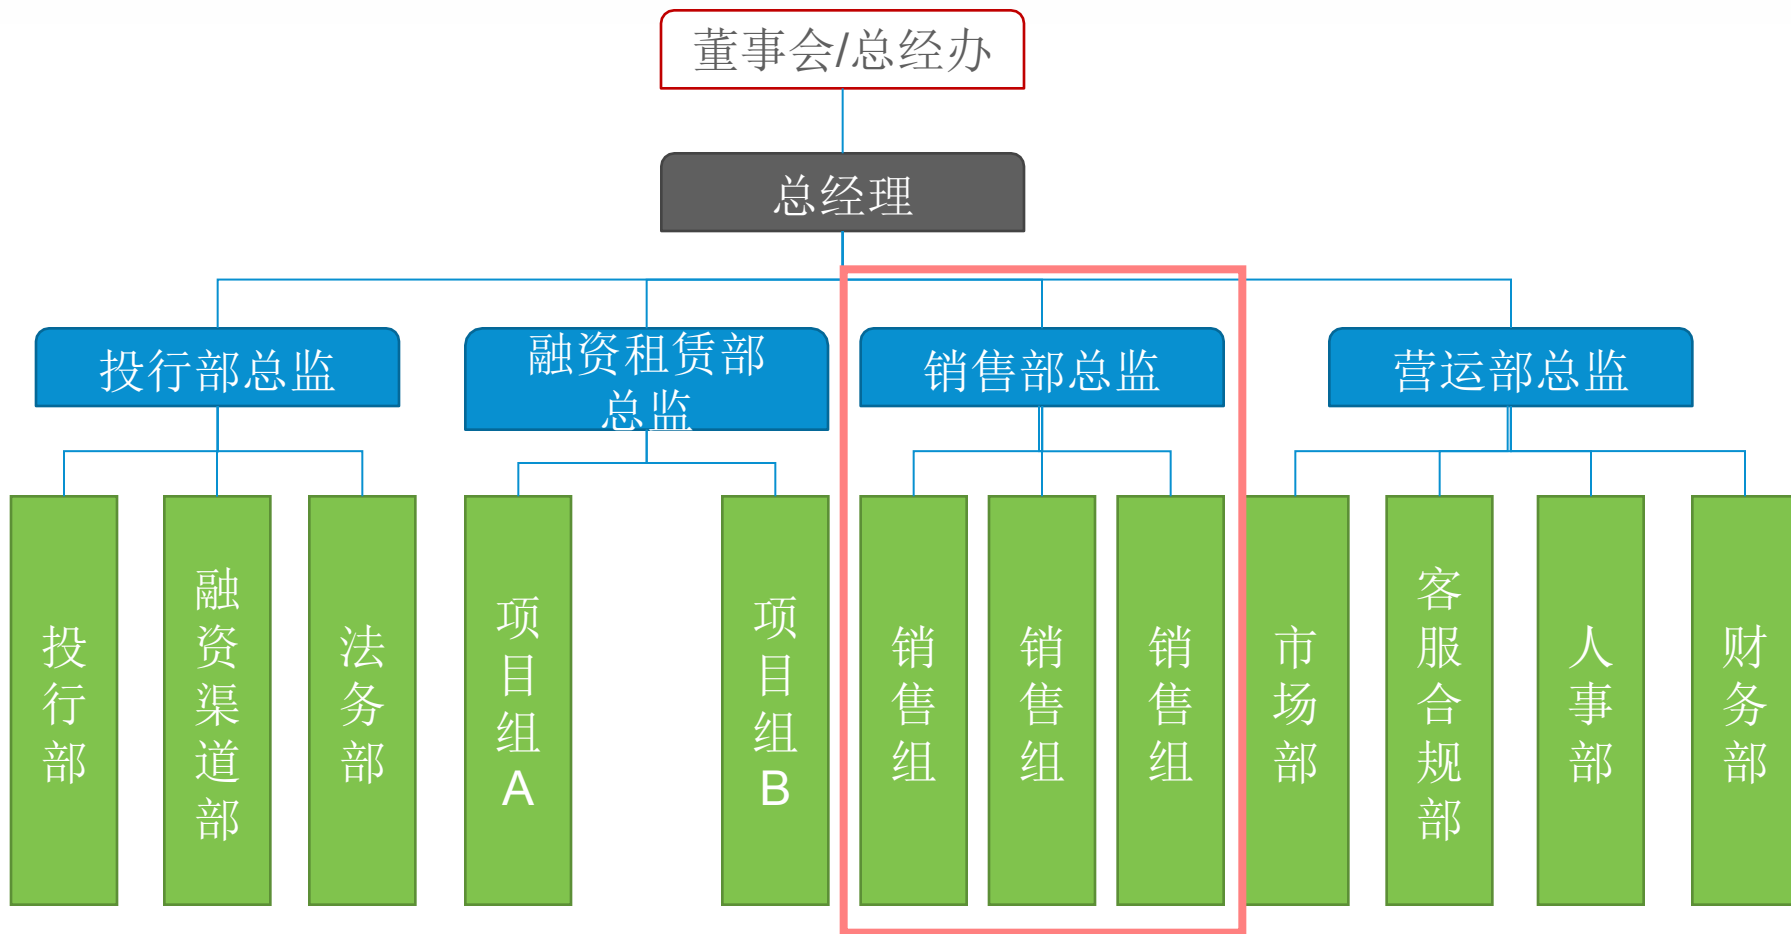 董事会/总经办
总经理
投行部总监
融资租赁部
总监
销售部总监
营运部总监
投行部
融资渠道部
法务部
项目组A
项目组B
销售组
销售组
销售组
市场部
客服合规部
人事部
财务部